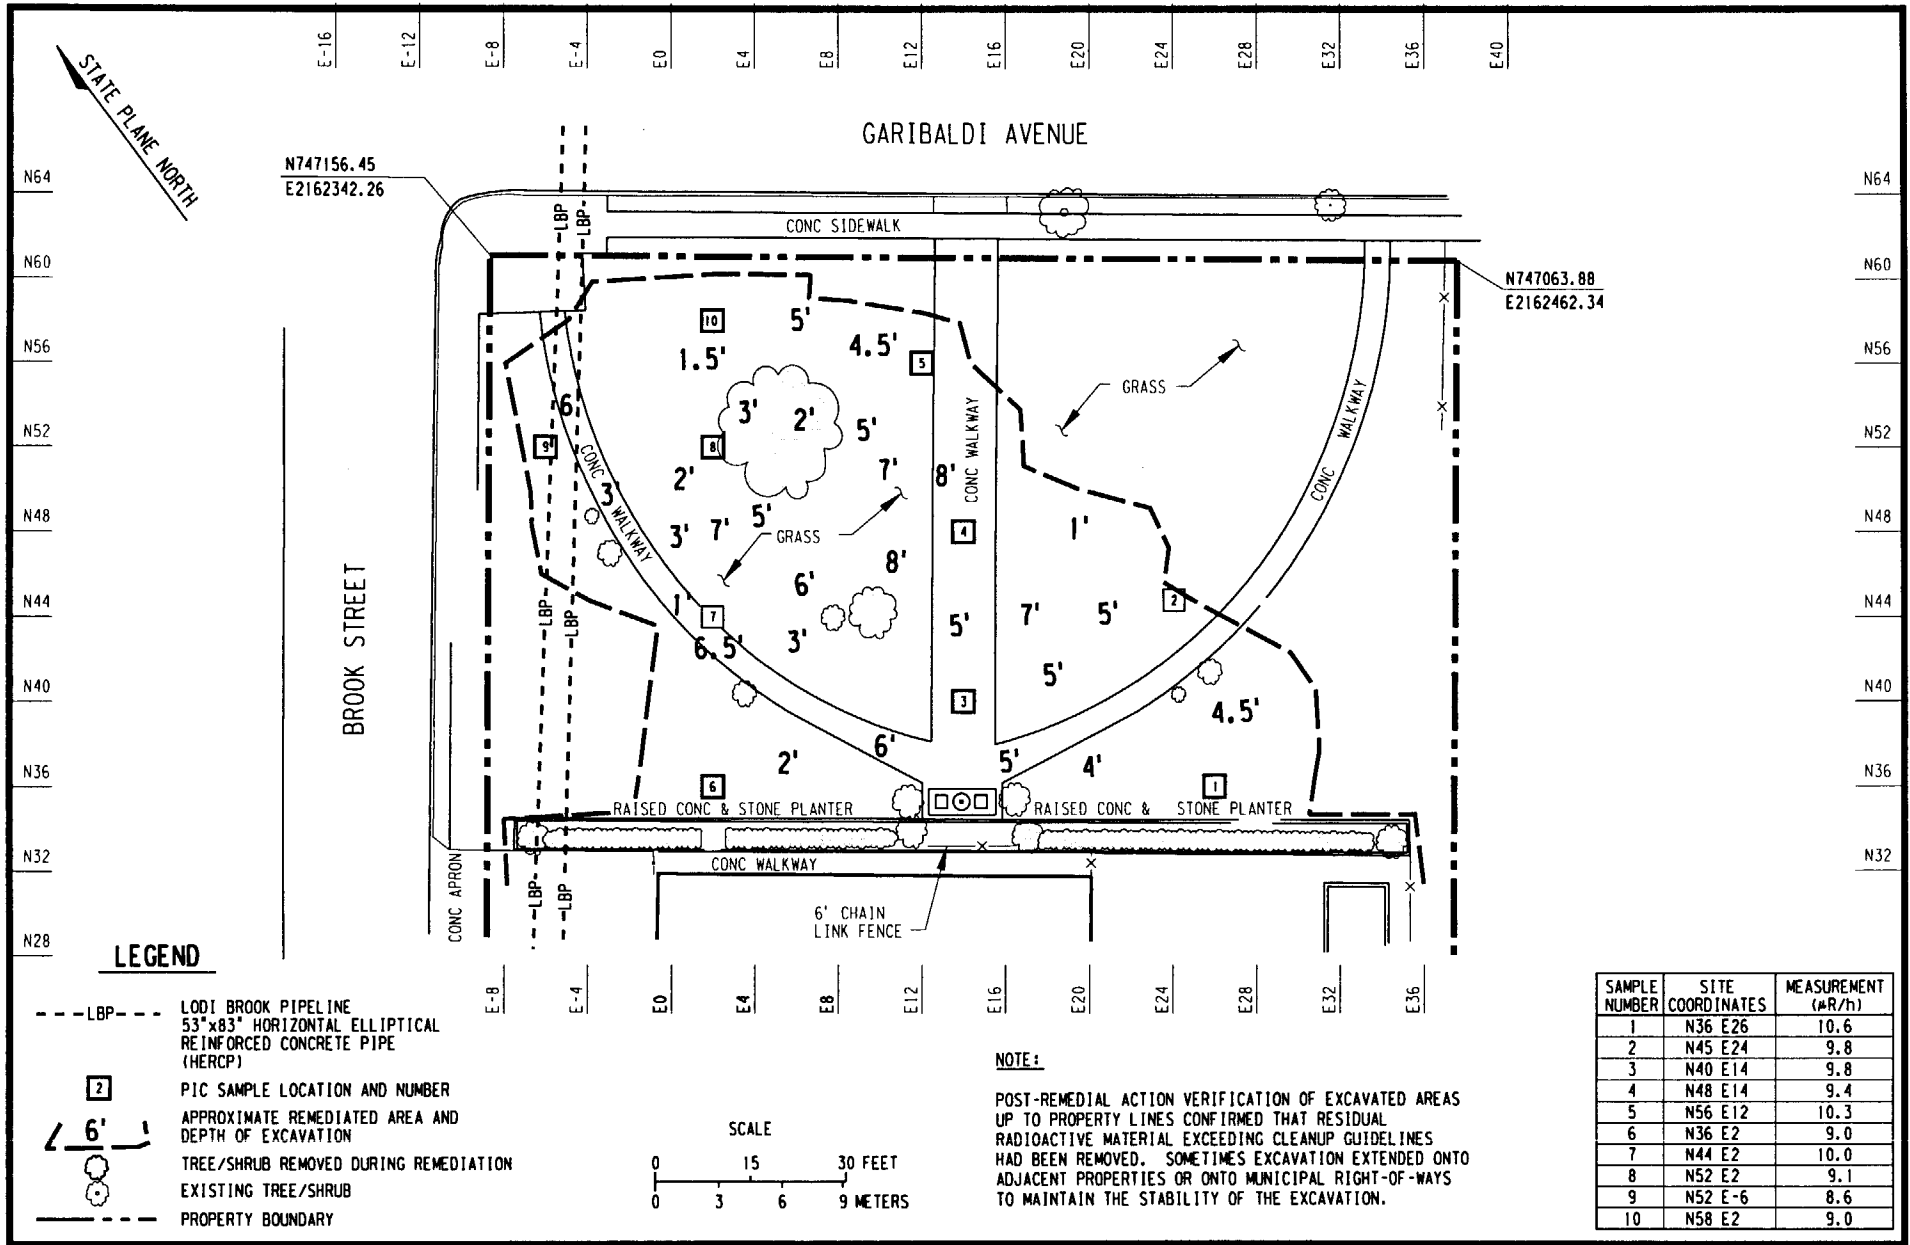 E-16 E-12 E-8 E-4 E0 E4 E8 E12 E16 E20 E24 E28 E32 E36 E40
STATE PLANE NORTH
GARIBALDI AVENUE
N747156.45
E2162342.26
N64
N64
LBP
LBP
CONC SIDEWALK
N60
N60
N747063.88
E2162462.34
10
5'
4.5'
5
1.5'
N56
N56
GRASS
6'
3'
2'
5'
CONC WALKWAY
CONC WALKWAY
N52
N52
9
8
CONC WALKWAY
2'
7'
8'
3'
5'
3'
7'
GRASS
4
1'
N48
N48
8'
6'
BROOK STREET
LBP
LBP
1'
7
5'
7'
5'
2
N44
N44
6.5'
3'
5'
N40
N40
3
4.5'
6'
5'
2'
4'
N36
N36
6
1
RAISED CONC & STONE PLANTER
RAISED CONC & STONE PLANTER
N32
N32
CONC WALKWAY
CONC APRON
LBP
LBP
6' CHAIN
LINK FENCE
N28
E-8 E-4 E0 E4 E8 E12 E16 E20 E24 E28 E32 E36
LEGEND
LBP
LODI BROOK PIPELINE
53"x83" HORIZONTAL ELLIPTICAL
REINFORCED CONCRETE PIPE
(HERCP)
2
PIC SAMPLE LOCATION AND NUMBER
6'
APPROXIMATE REMEDIATED AREA AND
DEPTH OF EXCAVATION
TREE/SHRUB REMOVED DURING REMEDIATION
EXISTING TREE/SHRUB
PROPERTY BOUNDARY
SCALE
0 15 30 FEET
0 3 6 9 METERS
NOTE:
POST-REMEDIAL ACTION VERIFICATION OF EXCAVATED AREAS
UP TO PROPERTY LINES CONFIRMED THAT RESIDUAL
RADIOACTIVE MATERIAL EXCEEDING CLEANUP GUIDELINES
HAD BEEN REMOVED. SOMETIMES EXCAVATION EXTENDED ONTO
ADJACENT PROPERTIES OR ONTO MUNICIPAL RIGHT-OF-WAYS
TO MAINTAIN THE STABILITY OF THE EXCAVATION.
SAMPLE NUMBER SITE COORDINATES MEASUREMENT (μR/h)
1 N36 E26 10.6
2 N45 E24 9.8
3 N40 E14 9.8
4 N48 E14 9.4
5 N56 E12 10.3
6 N36 E2 9.0
7 N44 E2 10.0
8 N52 E2 9.1
9 N52 E-6 8.6
10 N58 E2 9.0